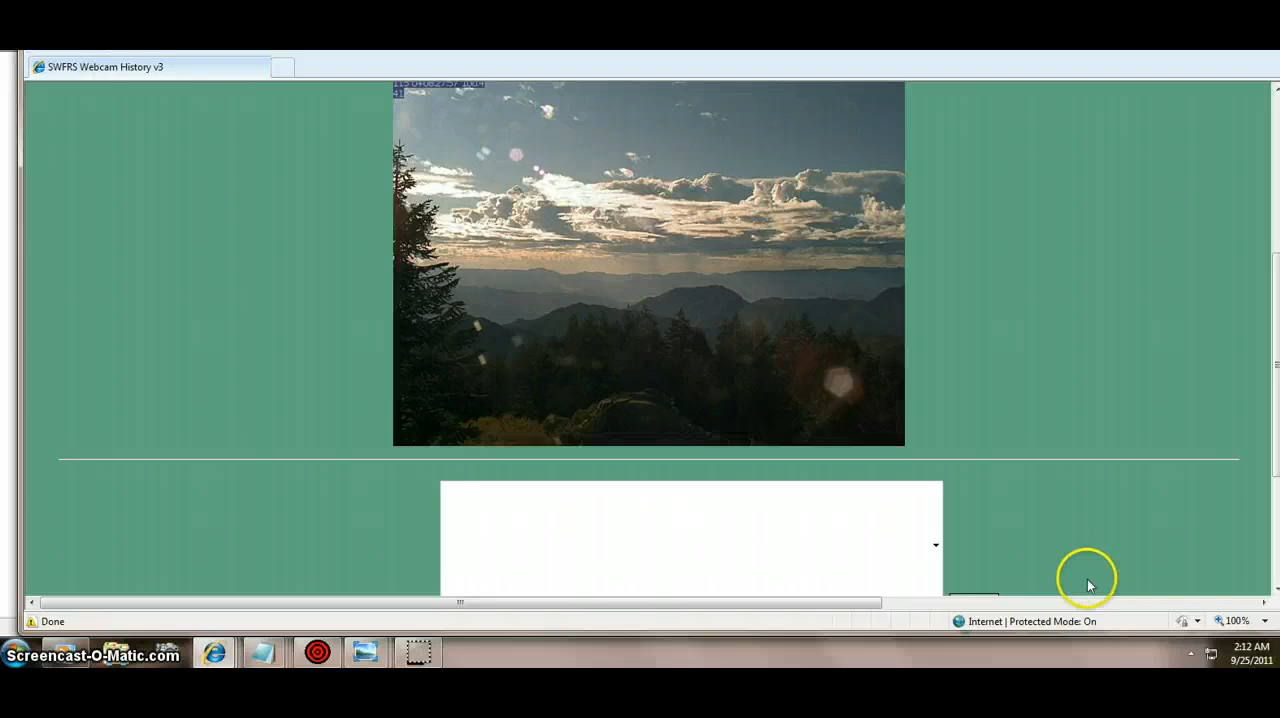 SWFRS Webcam History v3
41
Done
Internet | Protected Mode: On
100%
Screencast-O-Matic.com
2:12 AM
9/25/2011